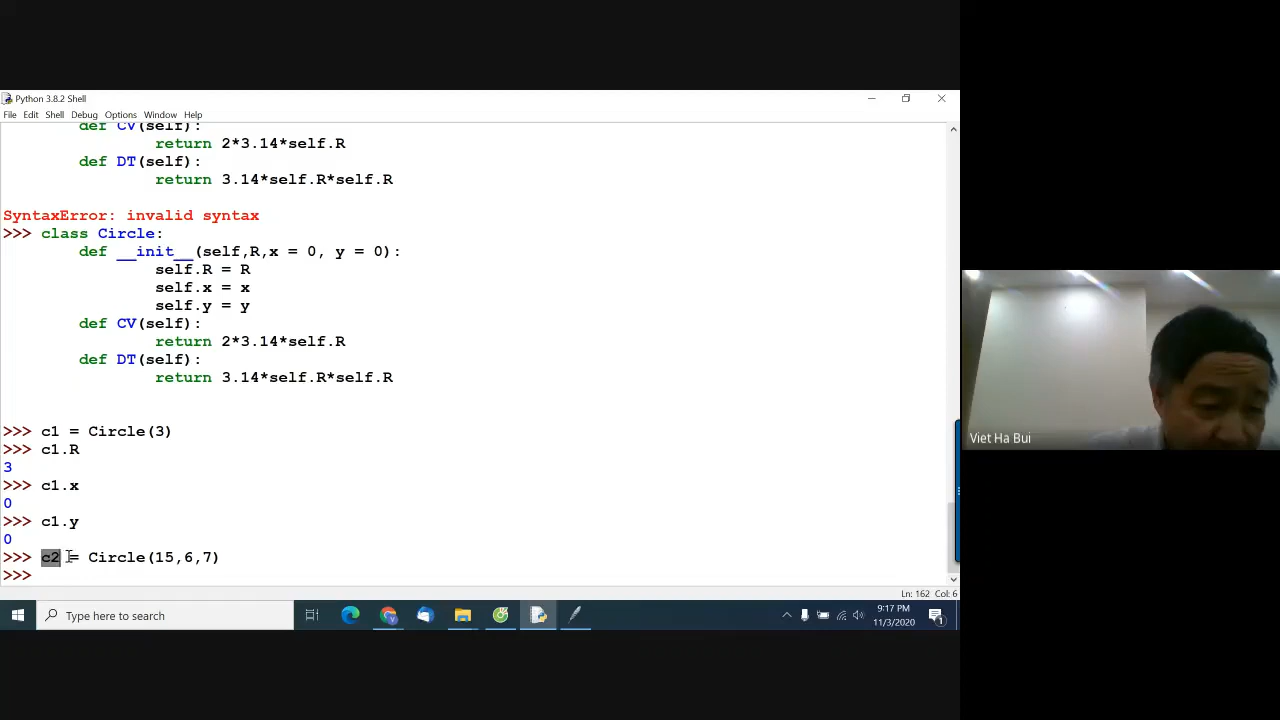 Python 3.8.2 Shell
File Edit Shell Debug Options Window Help
def CV(self):
return 2*3.14*self.R
def DT(self):
return 3.14*self.R*self.R
SyntaxError: invalid syntax
>>> class Circle:
def __init__(self,R,x = 0, y = 0):
self.R = R
self.x = x
self.y = y
def CV(self):
return 2*3.14*self.R
def DT(self):
return 3.14*self.R*self.R
>>> c1 = Circle(3)
>>> c1.R
3
>>> c1.x
0
>>> c1.y
0
>>> c2 = Circle(15,6,7)
>>>
Ln: 162 Col: 6
Type here to search
9:17 PM
11/3/2020
1
Viet Ha Bui